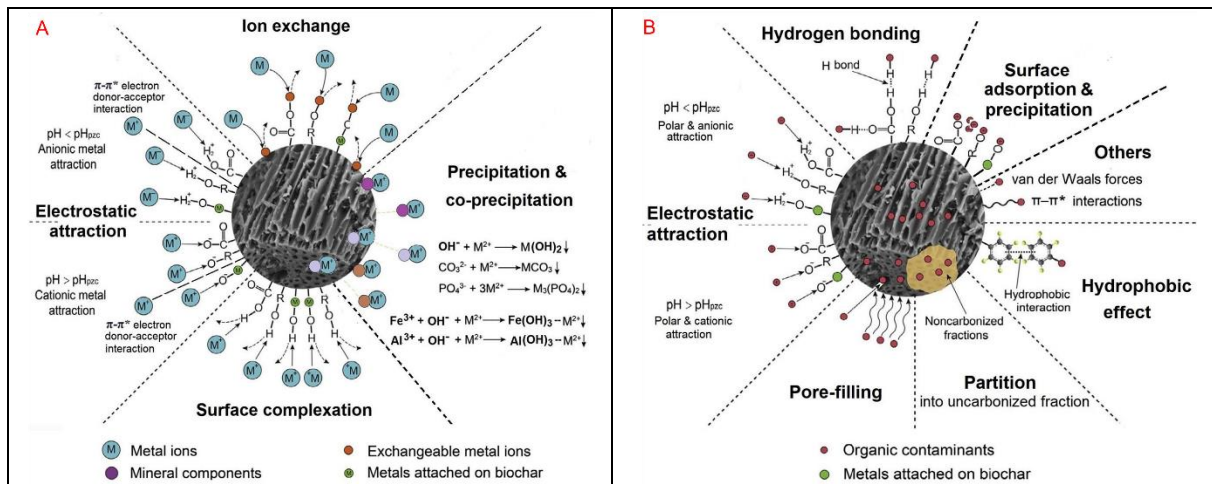 A
Ion exchange
π-π* electron
donor-acceptor
interaction
pH < pHpzc
Anionic metal
attraction
Electrostatic
attraction
pH > pHpzc
Cationic metal
attraction
π-π* electron
donor-acceptor
interaction
Precipitation &
co-precipitation
OH⁻ + M²⁺ → M(OH)₂↓
CO₃²⁻ + M²⁺ → MCO₃↓
PO₄³⁻ + 3M²⁺ → M₃(PO₄)₂↓
Fe³⁺ + OH⁻ + M²⁺ → Fe(OH)₃--M²⁺↓
Al³⁺ + OH⁻ + M²⁺ → Al(OH)₃--M²⁺↓
Surface complexation
M Metal ions
Exchangeable metal ions
Mineral components
M Metals attached on biochar
B
Hydrogen bonding
H bond
Surface
adsorption &
precipitation
pH < pHpzc
Polar & anionic
attraction
Others
van der Waals forces
π–π* interactions
Electrostatic
attraction
Hydrophobic
interaction
Hydrophobic
effect
pH > pHpzc
Polar & cationic
attraction
Noncarbonized
fractions
Pore-filling
Partition
into uncarbonized fraction
Organic contaminants
Metals attached on biochar